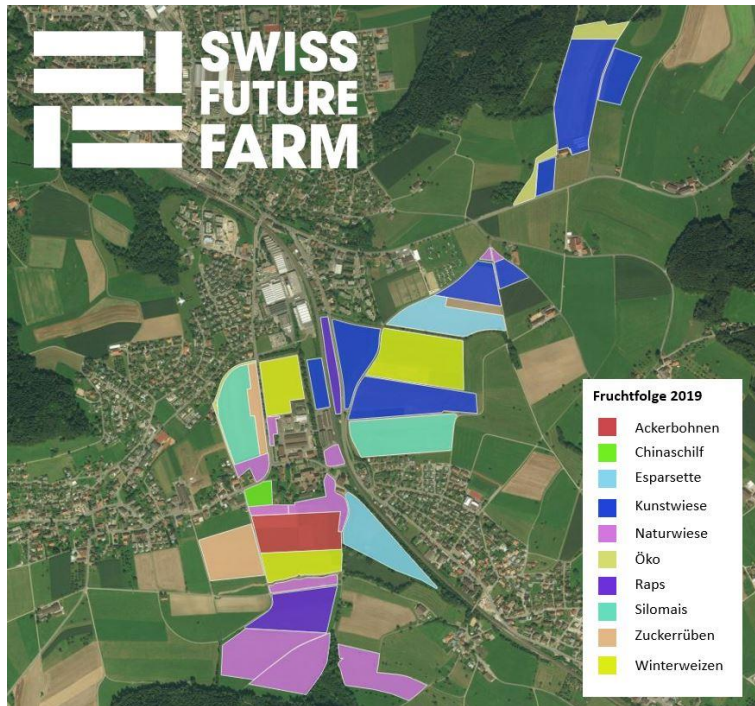 SWISS
FUTURE
FARM
Fruchtfolge 2019
Ackerbohnen
Chinaschilf
Esparsette
Kunstwiese
Naturwiese
Öko
Raps
Silomais
Zuckerrüben
Winterweizen